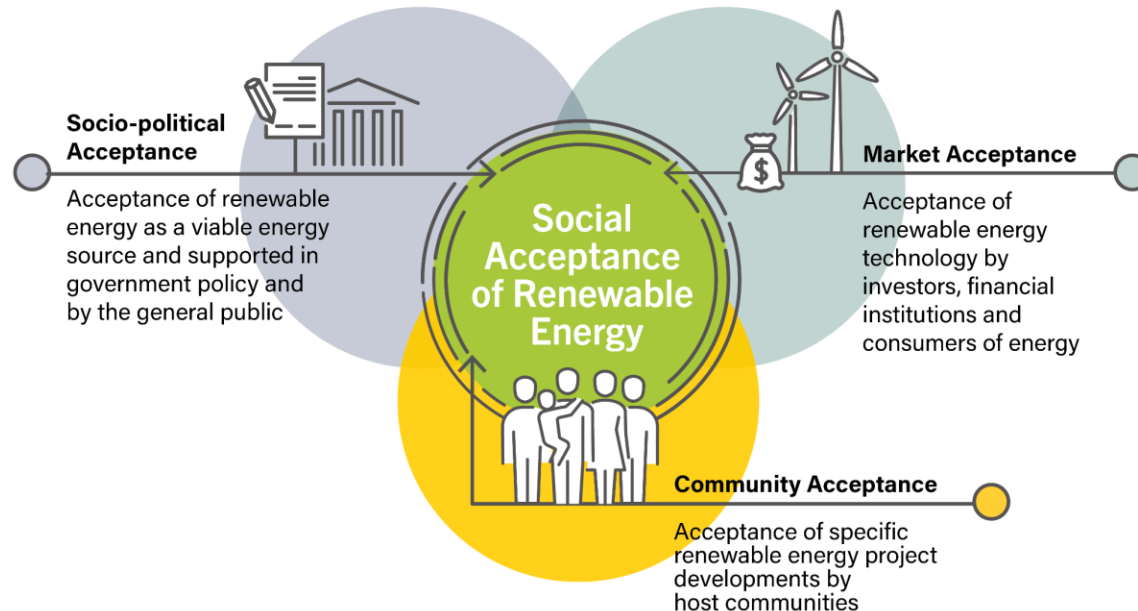 Socio-political
Acceptance
Acceptance of renewable
energy as a viable energy
source and supported in
government policy and
by the general public
Social
Acceptance
of Renewable
Energy
$
Market Acceptance
Acceptance of
renewable energy
technology by
investors, financial
institutions and
consumers of energy
Community Acceptance
Acceptance of specific
renewable energy project
developments by
host communities